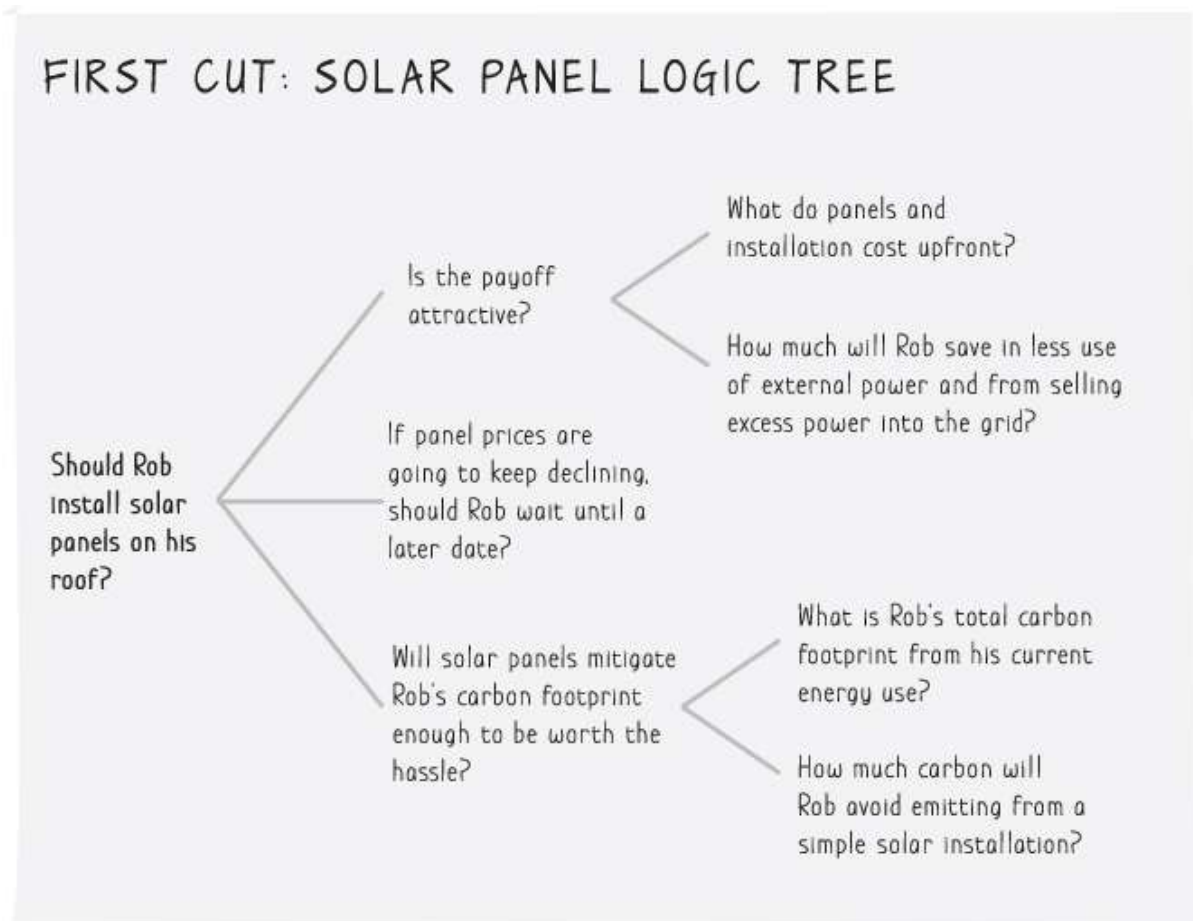 FIRST CUT: SOLAR PANEL LOGIC TREE
Should Rob
install solar
panels on his
roof?
Is the payoff
attractive?
What do panels and
installation cost upfront?
How much will Rob save in less use
of external power and from selling
excess power into the grid?
If panel prices are
going to keep declining,
should Rob wait until a
later date?
Will solar panels mitigate
Rob's carbon footprint
enough to be worth the
hassle?
What is Rob's total carbon
footprint from his current
energy use?
How much carbon will
Rob avoid emitting from a
simple solar installation?